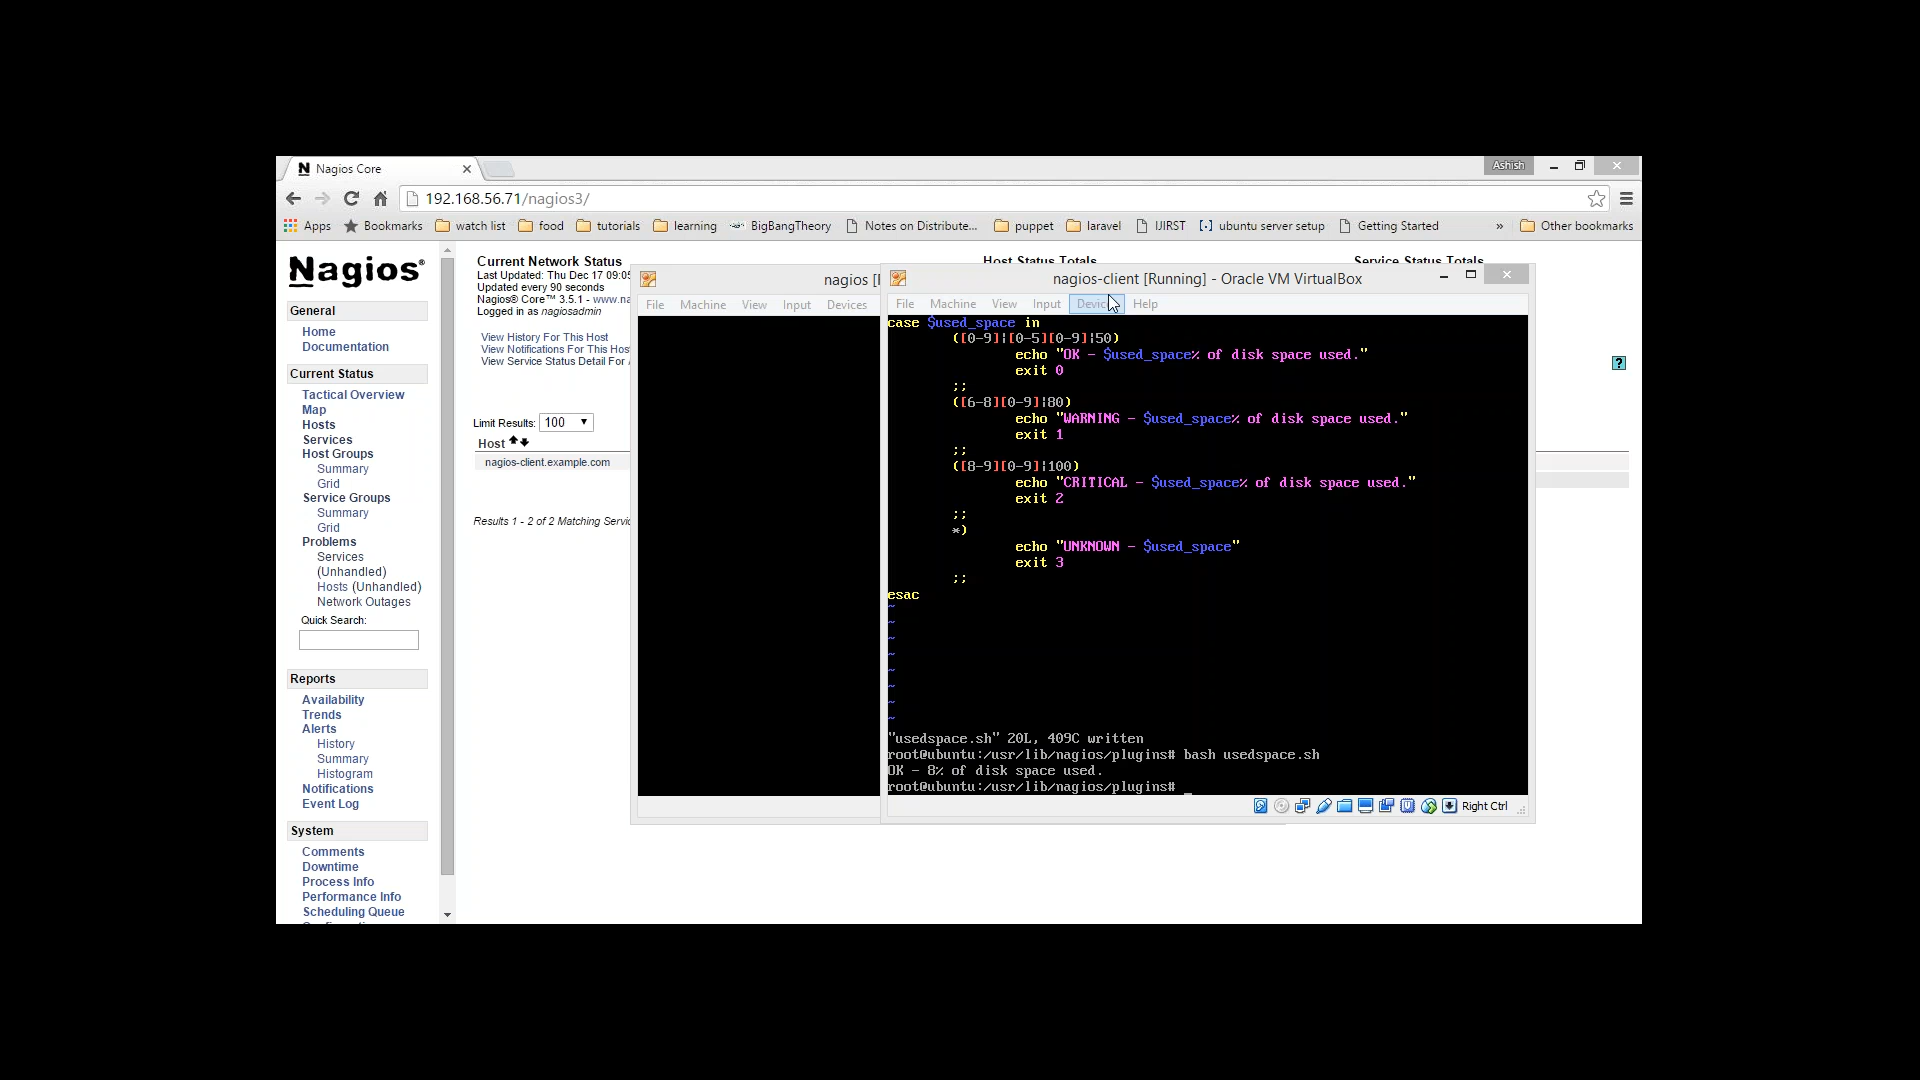 Nagios Core
Ashish
192.168.56.71/nagios3/
Apps Bookmarks watch list food tutorials learning BigBangTheory Notes on Distribute... puppet laravel IJIRST ubuntu server setup Getting Started » Other bookmarks
Nagios®
General
Home
Documentation
Current Status
Tactical Overview
Map
Hosts
Services
Host Groups
Summary
Grid
Service Groups
Summary
Grid
Problems
Services
(Unhandled)
Hosts (Unhandled)
Network Outages
Quick Search:
Reports
Availability
Trends
Alerts
History
Summary
Histogram
Notifications
Event Log
System
Comments
Downtime
Process Info
Performance Info
Scheduling Queue
Current Network Status
Last Updated: Thu Dec 17 09:05
Updated every 90 seconds
Nagios® Core™ 3.5.1 - www.na
Logged in as nagiosadmin
View History For This Host
View Notifications For This Hos
View Service Status Detail For
Host Status Totals
Service Status Totals
Limit Results: 100
Host
nagios-client.example.com
Results 1 - 2 of 2 Matching Servic
nagios [
File Machine View Input Devices
nagios-client [Running] - Oracle VM VirtualBox
File Machine View Input Devic Help
case $used_space in
([0-9]|[0-5][0-9]|50)
echo "OK - $used_space% of disk space used."
exit 0
;;
([6-8][0-9]|80)
echo "WARNING - $used_space% of disk space used."
exit 1
;;
([8-9][0-9]|100)
echo "CRITICAL - $used_space% of disk space used."
exit 2
;;
*)
echo "UNKNOWN - $used_space"
exit 3
;;
esac
~
~
~
~
~
~
~
~
"usedspace.sh" 20L, 409C written
root@ubuntu:/usr/lib/nagios/plugins# bash usedspace.sh
OK - 8% of disk space used.
root@ubuntu:/usr/lib/nagios/plugins# _
Right Ctrl
?